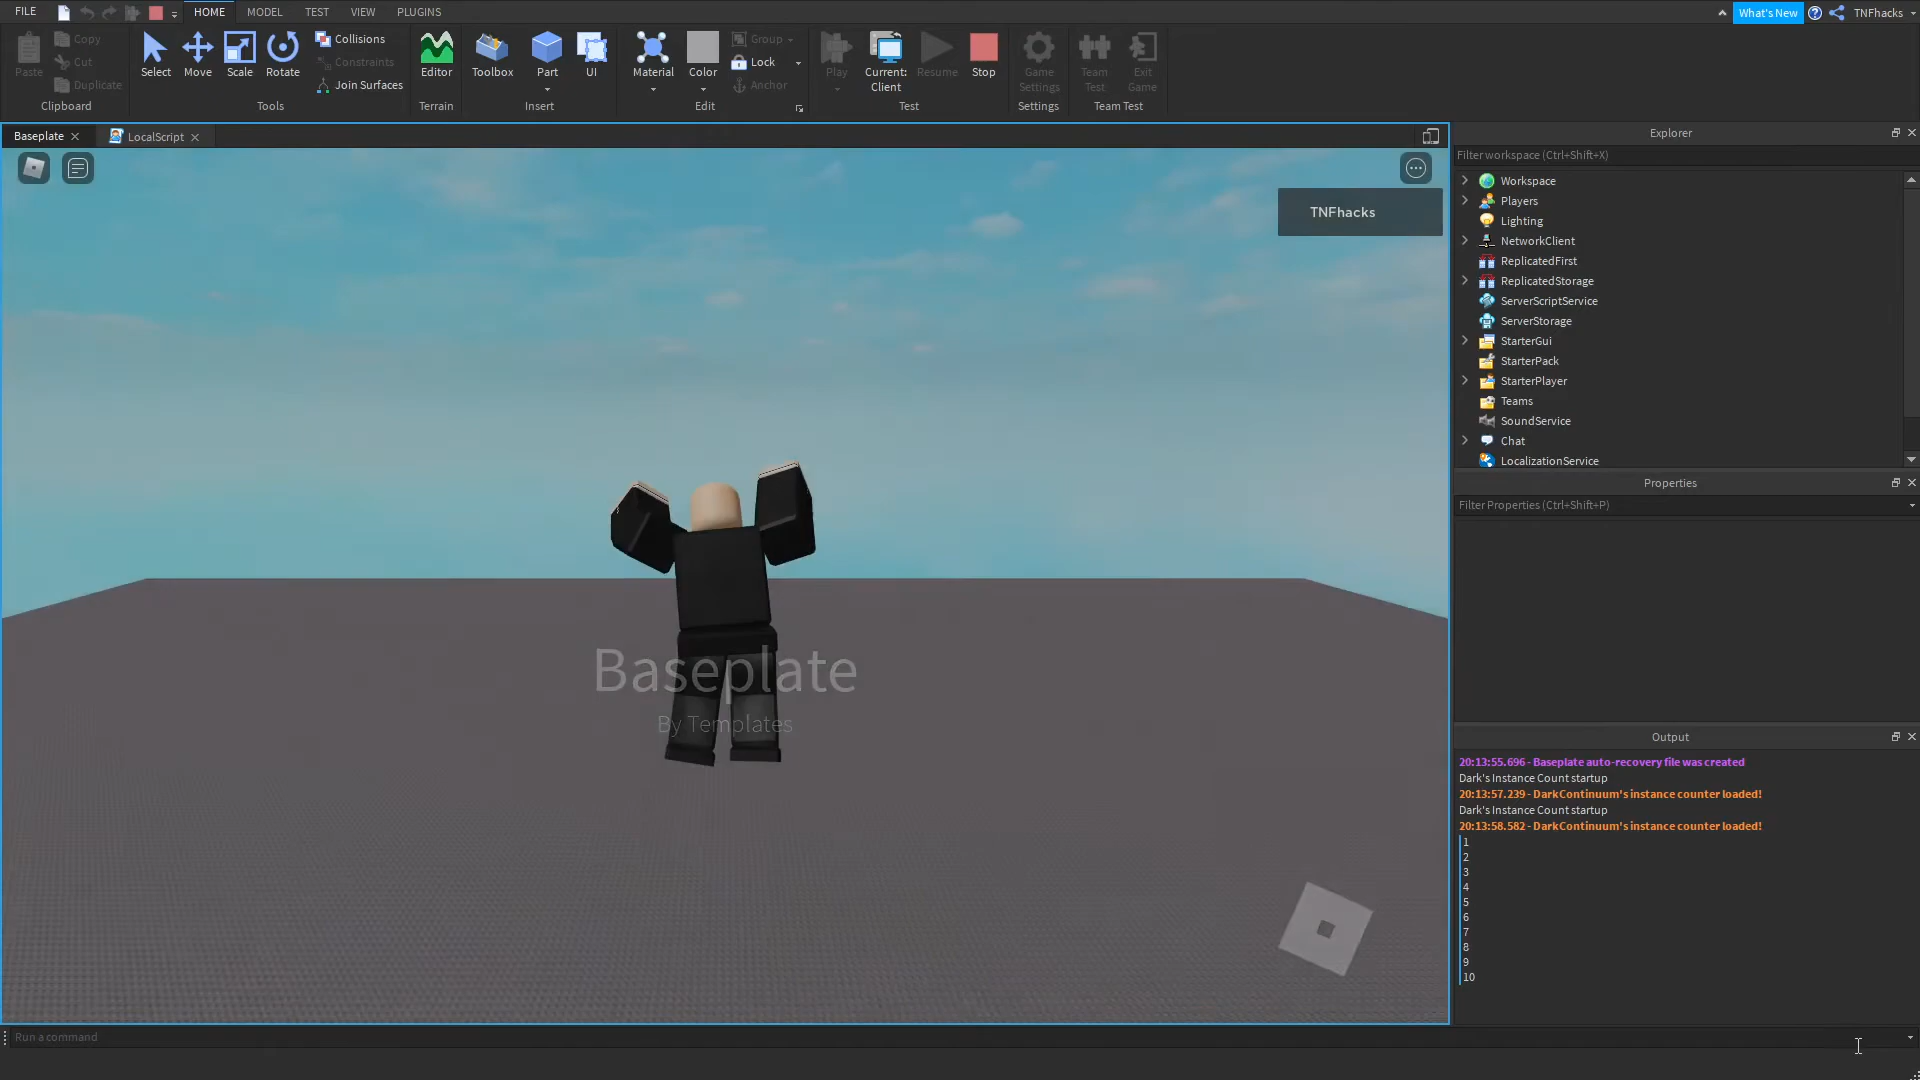 FILE
HOME
MODEL
TEST
VIEW
PLUGINS
What's New
TNFhacks
Paste
Copy
Cut
Duplicate
Clipboard
Select
Move
Scale
Rotate
Collisions
Constraints
Join Surfaces
Tools
Editor
Terrain
Toolbox
Part
UI
Insert
Material
Color
Group
Lock
Anchor
Edit
Play
Current:
Client
Resume
Stop
Test
Game
Settings
Settings
Team
Test
Exit
Game
Team Test
Baseplate
LocalScript
TNFhacks
Baseplate
By Templates
Explorer
Filter workspace (Ctrl+Shift+X)
Workspace
Players
Lighting
NetworkClient
ReplicatedFirst
ReplicatedStorage
ServerScriptService
ServerStorage
StarterGui
StarterPack
StarterPlayer
Teams
SoundService
Chat
LocalizationService
Properties
Filter Properties (Ctrl+Shift+P)
Output
20:13:55.696 - Baseplate auto-recovery file was created
Dark's Instance Count startup
20:13:57.239 - DarkContinuum's instance counter loaded!
Dark's Instance Count startup
20:13:58.582 - DarkContinuum's instance counter loaded!
1
2
3
4
5
6
7
8
9
10
Run a command